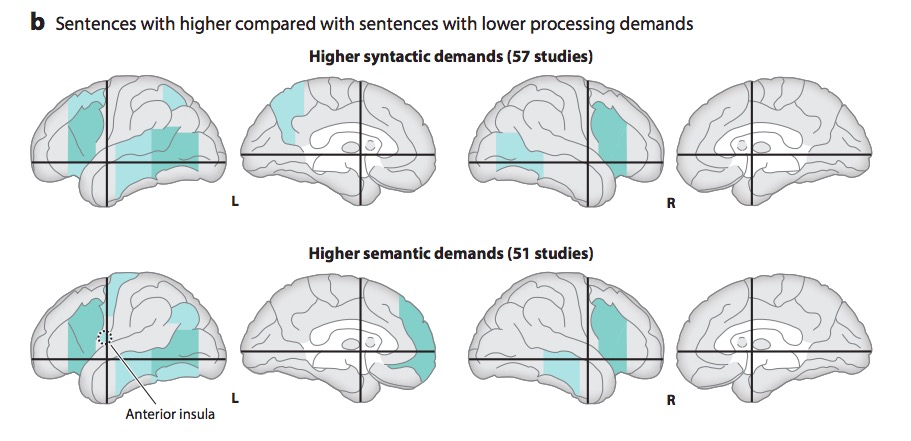 b Sentences with higher compared with sentences with lower processing demands
Higher syntactic demands (57 studies)
L
R
Higher semantic demands (51 studies)
L
R
Anterior insula